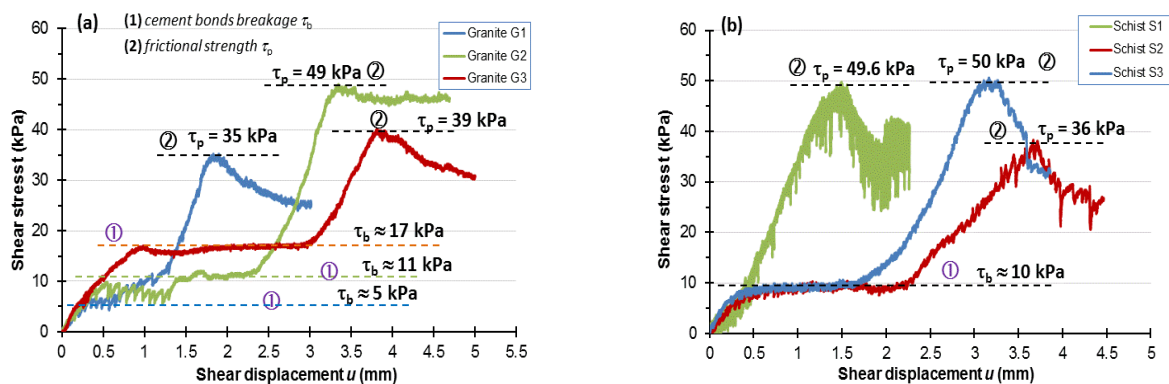 (a)
(1) cement bonds breakage τb
(2) frictional strength τp
Granite G1
Granite G2
Granite G3
τp = 49 kPa ②
② τp = 35 kPa
②
τp = 39 kPa
①
τb ≈ 17 kPa
①
τb ≈ 11 kPa
①
τb ≈ 5 kPa
60
50
40
30
20
10
0
0 0.5 1 1.5 2 2.5 3 3.5 4 4.5 5 5.5
Shear stresst (kPa)
Shear displacement u (mm)
(b)
Schist S1
Schist S2
Schist S3
② τp = 49.6 kPa
τp = 50 kPa ②
② τp = 36 kPa
①
τb ≈ 10 kPa
60
50
40
30
20
10
0
0 0.5 1 1.5 2 2.5 3 3.5 4 4.5 5
Shear stress (kPa)
Shear displacement u (mm)